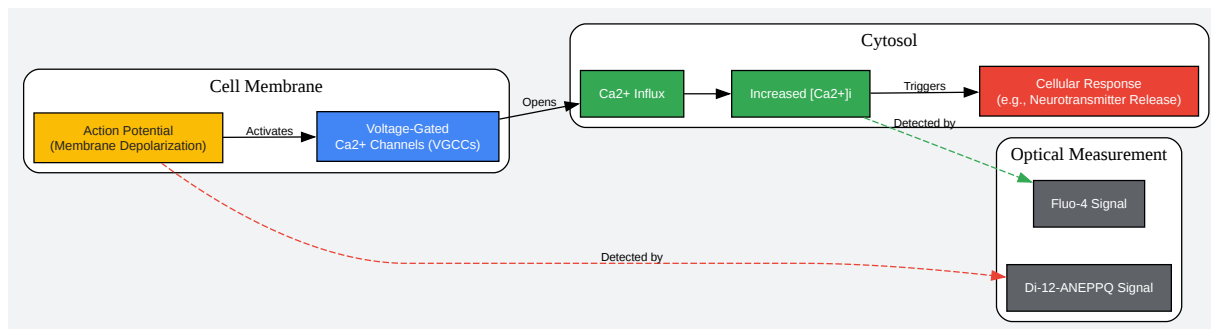 Cell Membrane
Action Potential
(Membrane Depolarization)
Activates
Voltage-Gated
Ca2+ Channels (VGCCs)
Opens
Cytosol
Ca2+ Influx
Increased [Ca2+]i
Triggers
Cellular Response
(e.g., Neurotransmitter Release)
Detected by
Optical Measurement
Fluo-4 Signal
Detected by
Di-12-ANEPPQ Signal